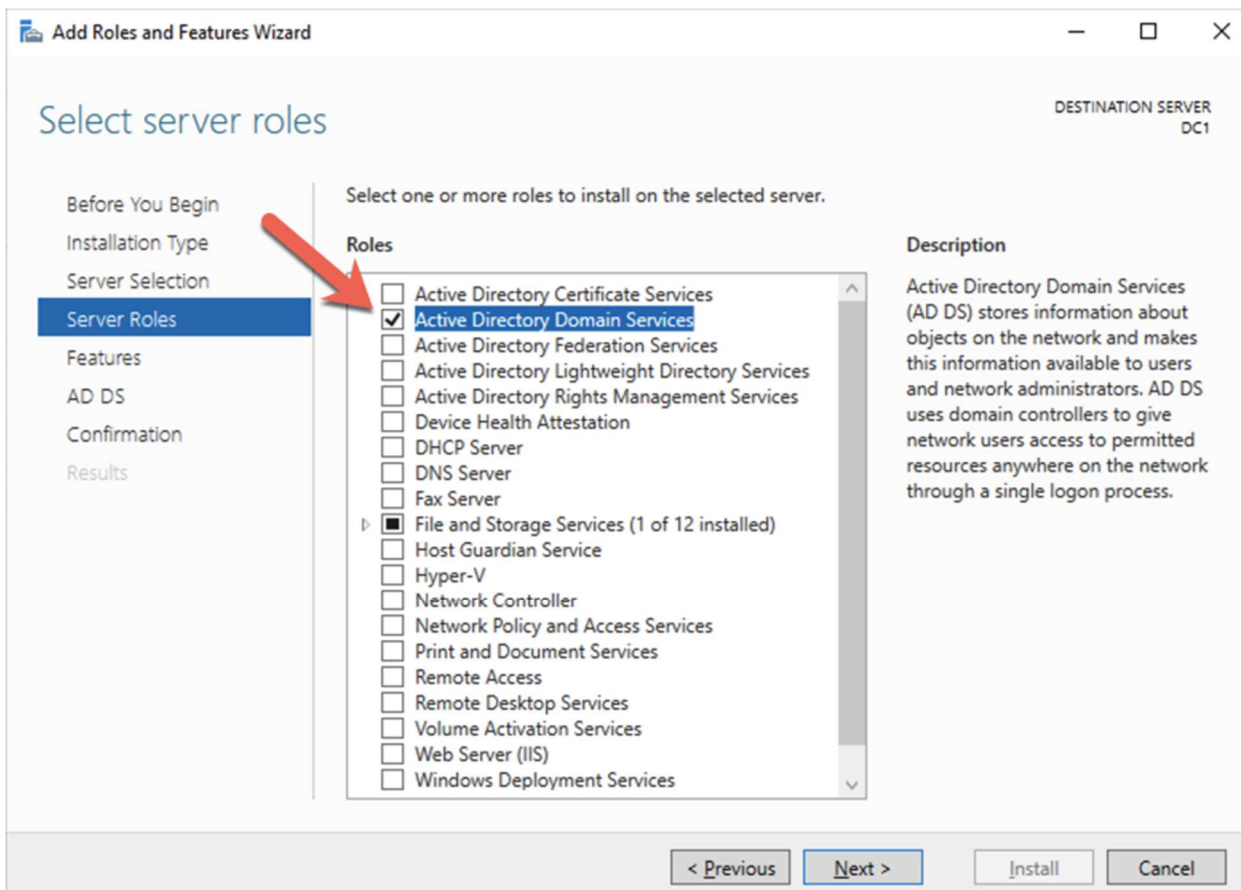 Add Roles and Features Wizard
Select server roles
DESTINATION SERVER
DC1
Before You Begin
Installation Type
Server Selection
Server Roles
Features
AD DS
Confirmation
Results
Select one or more roles to install on the selected server.
Roles
Active Directory Certificate Services
Active Directory Domain Services
Active Directory Federation Services
Active Directory Lightweight Directory Services
Active Directory Rights Management Services
Device Health Attestation
DHCP Server
DNS Server
Fax Server
File and Storage Services (1 of 12 installed)
Host Guardian Service
Hyper-V
Network Controller
Network Policy and Access Services
Print and Document Services
Remote Access
Remote Desktop Services
Volume Activation Services
Web Server (IIS)
Windows Deployment Services
Description
Active Directory Domain Services
(AD DS) stores information about
objects on the network and makes
this information available to users
and network administrators. AD DS
uses domain controllers to give
network users access to permitted
resources anywhere on the network
through a single logon process.
< Previous
Next >
Install
Cancel